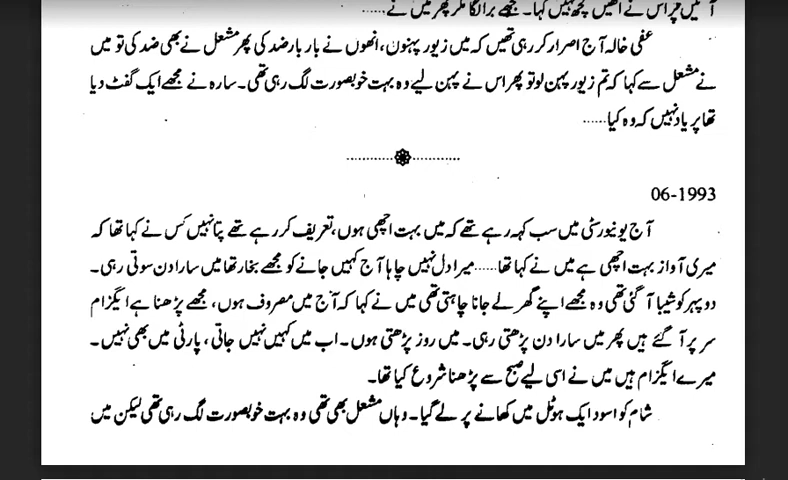 نے انھیں کچھ نہیں کہا۔ مجھے برا لگا مگر پھر میں نے......
عفی خالہ آج اصرار کر رہی تھیں کہ میں زیور پہنوں، انھوں نے بار بار ضد کی پھر مشعل نے بھی ضد کی تو میں
نے مشعل سے کہا کہ تم زیور پہن لو تو پھر اس نے پہن لیے وہ بہت خوبصورت لگ رہی تھی۔ سارہ نے مجھے ایک گفٹ دیا
تھا پر یاد نہیں کہ وہ کیا......
06-1993
آج یونیورسٹی میں سب کہہ رہے تھے کہ میں بہت اچھی ہوں، تعریف کر رہے تھے پتا نہیں کس نے کہا تھا کہ
میری آواز بہت اچھی ہے میں نے کہا تھا...... میرا دل نہیں چاہا آج کہیں جانے کو مجھے بخار تھا میں سارا دن سوتی رہی۔
دوپہر کو شیبا آ گئی تھی وہ مجھے اپنے گھر لے جانا چاہتی تھی میں نے کہا کہ آج میں مصروف ہوں، مجھے پڑھنا ہے ایگزام
سر پر آ گئے ہیں پھر میں سارا دن پڑھتی رہی۔ میں روز پڑھتی ہوں۔ اب میں کہیں نہیں جاتی، پارٹی میں بھی نہیں۔
میرے ایگزام ہیں میں نے اسی لیے صبح سے پڑھنا شروع کیا تھا۔
شام کو اسود ایک ہوٹل میں کھانے پر لے گیا۔ وہاں مشعل بھی تھی وہ بہت خوبصورت لگ رہی تھی لیکن میں